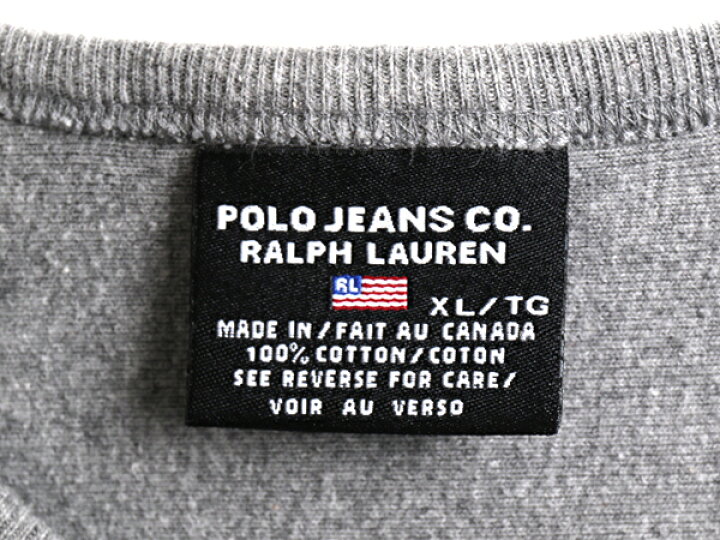 POLO JEANS CO.
RALPH LAUREN
RL XL/TG
MADE IN/FAIT AU CANADA
100% COTTON/COTON
SEE REVERSE FOR CARE/
VOIR AU VERSO